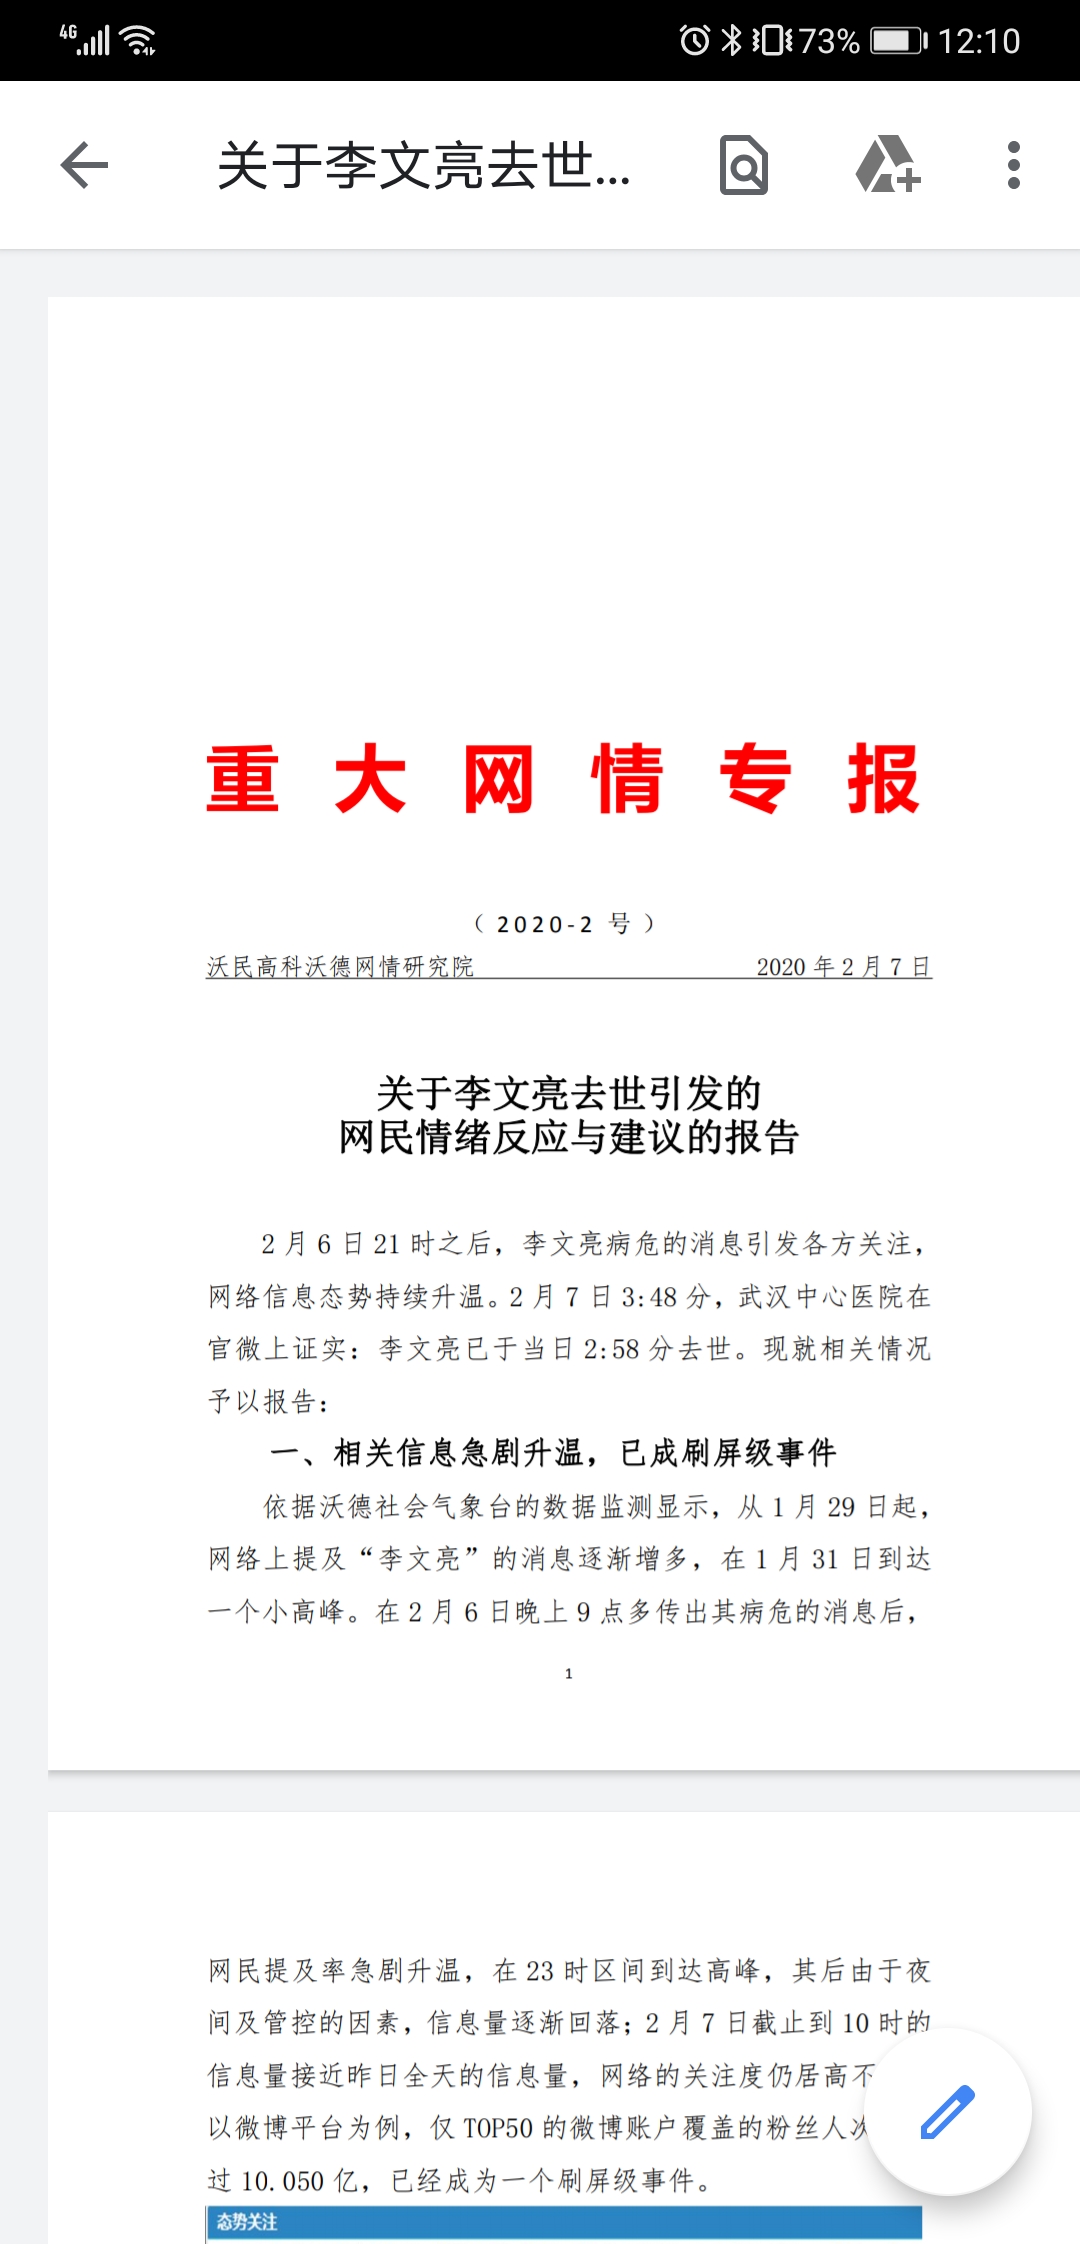 4G 73% 12:10
关于李文亮去世...
重大网情专报
（2020-2 号）
沃民高科沃德网情研究院 2020 年 2 月 7 日
关于李文亮去世引发的
网民情绪反应与建议的报告
2 月 6 日 21 时之后，李文亮病危的消息引发各方关注，
网络信息态势持续升温。2 月 7 日 3:48 分，武汉中心医院在
官微上证实：李文亮已于当日 2:58 分去世。现就相关情况
予以报告：
一、相关信息急剧升温，已成刷屏级事件
依据沃德社会气象台的数据监测显示，从 1 月 29 日起，
网络上提及“李文亮”的消息逐渐增多，在 1 月 31 日到达
一个小高峰。在 2 月 6 日晚上 9 点多传出其病危的消息后，
1
网民提及率急剧升温，在 23 时区间到达高峰，其后由于夜
间及管控的因素，信息量逐渐回落；2 月 7 日截止到 10 时的
信息量接近昨日全天的信息量，网络的关注度仍居高不
以微博平台为例，仅 TOP50 的微博账户覆盖的粉丝人次
过 10.050 亿，已经成为一个刷屏级事件。
态势关注